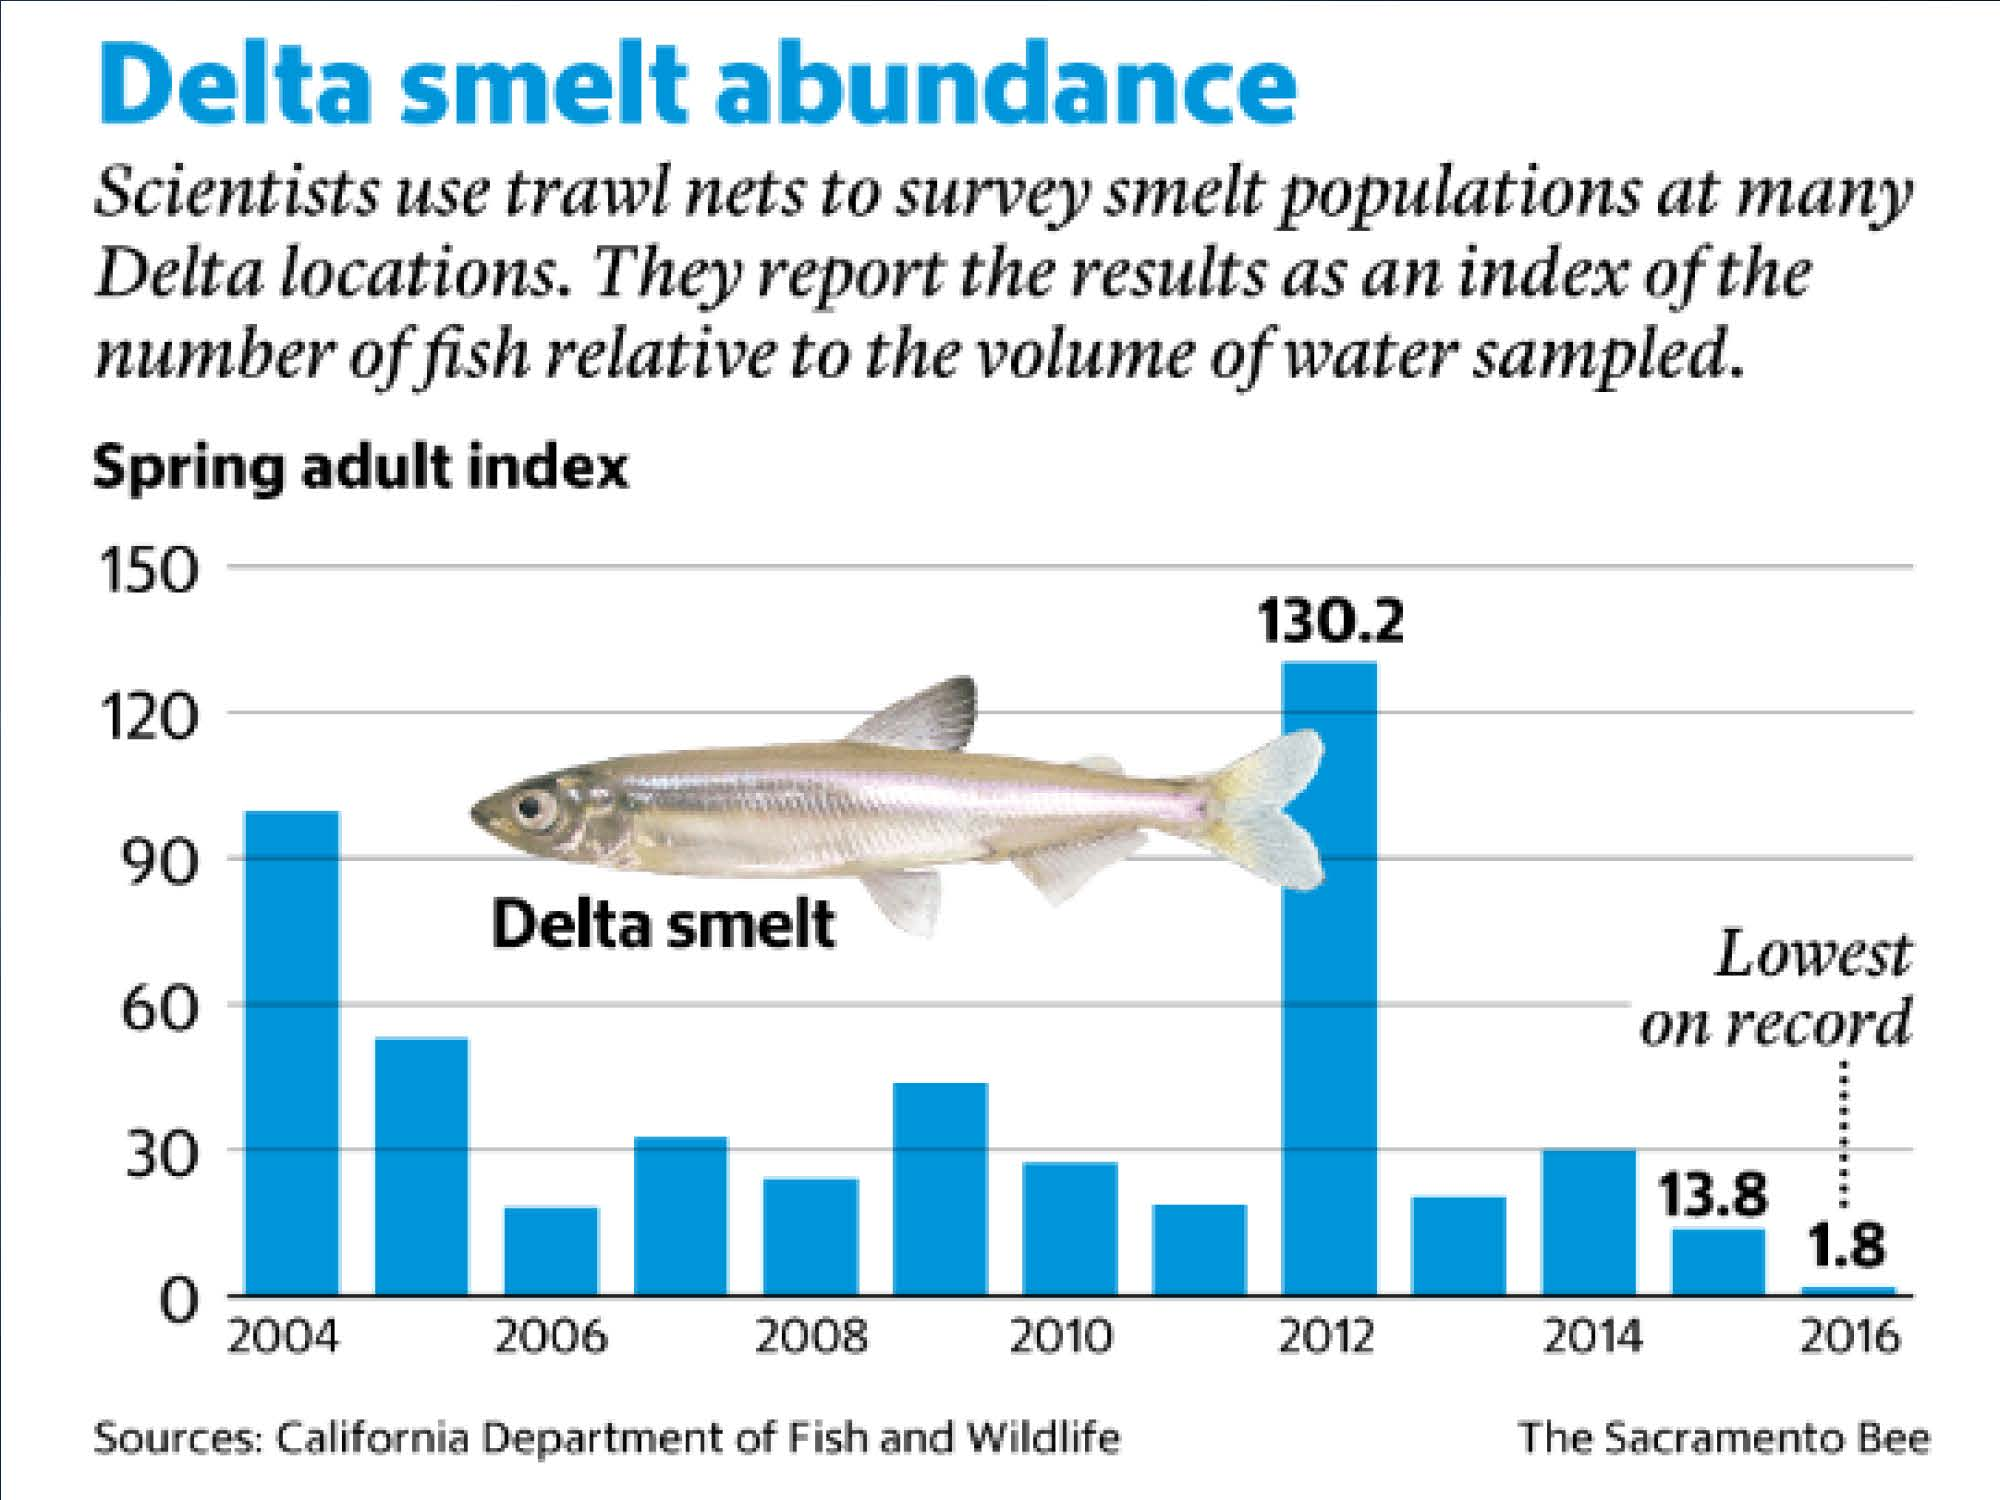 Delta smelt abundance
Scientists use trawl nets to survey smelt populations at many
Delta locations. They report the results as an index of the
number of fish relative to the volume of water sampled.
Spring adult index
150
130.2
120
90
Delta smelt
Lowest
60
on record
30
13.8
1.8
0
2004 2006 2008 2010 2012 2014 2016
Sources: California Department of Fish and Wildlife The Sacramento Bee